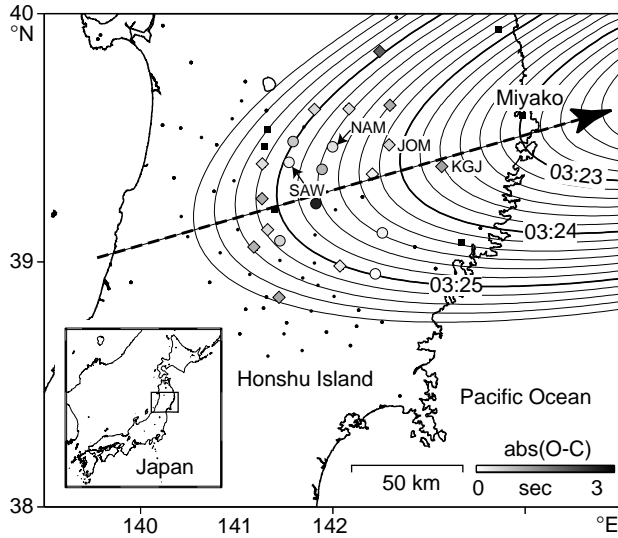 40
°N
Miyako
NAM
JOM
KGJ
SAW
03:23
03:24
39
03:25
Honshu Island
Pacific Ocean
abs(O-C)
Japan
50 km
0 sec 3
38
140 141 142 °E